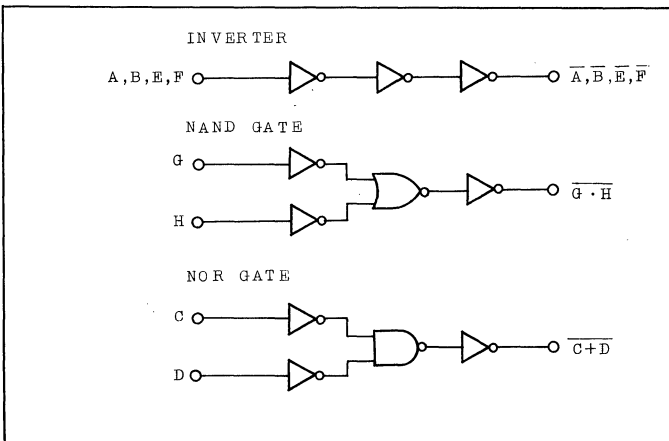 INVERTER
A,B,E,F A̅,B̅,E̅,F̅
NAND GATE
G
G̅ ̅·̅ ̅H̅
H
NOR GATE
C
C̅+̅D̅
D